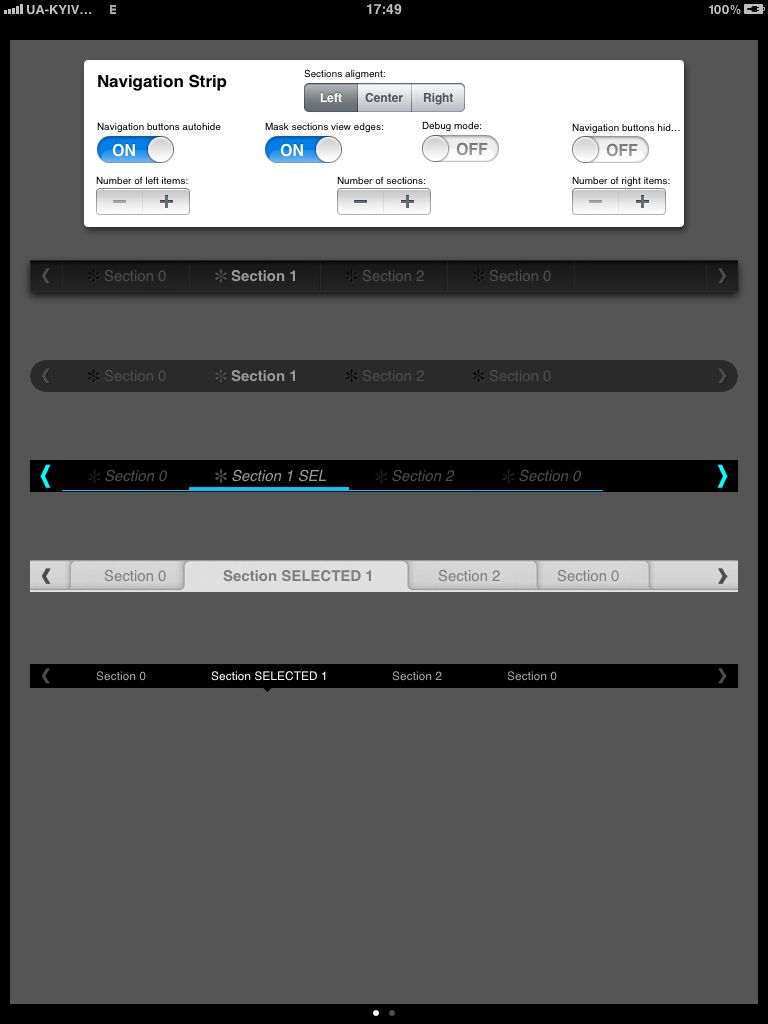 UA-KYIV... E 17:49 100%
Navigation Strip
Sections aligment:
Left Center Right
Navigation buttons autohide Mask sections view edges: Debug mode: Navigation buttons hid...
ON ON OFF OFF
Number of left items: Number of sections: Number of right items:
− + − + − +
❮ ✻ Section 0 ✻ Section 1 ✻ Section 2 ✻ Section 0 ❯
❮ ✻ Section 0 ✻ Section 1 ✻ Section 2 ✻ Section 0 ❯
❮ ✻ Section 0 ✻ Section 1 SEL ✻ Section 2 ✻ Section 0 ❯
❮ Section 0 Section SELECTED 1 Section 2 Section 0 ❯
❮ Section 0 Section SELECTED 1 Section 2 Section 0 ❯